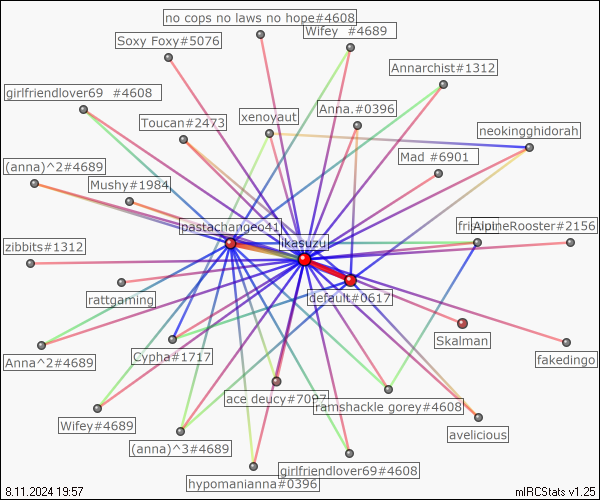 no cops no laws no hope#4608
Wifey #4689
Soxy Foxy#5076
Annarchist#1312
girlfriendlover69 #4608
Anna.#0396
xenoyaut
Toucan#2473
neokingghidorah
Mad #6901
(anna)^2#4689
Mushy#1984
pastachangeo41
AlpineRooster#2156
likasuzu
zibbits#1312
rattgaming
default#0617
Skalman
Anna^2#4689
Cypha#1717
fakedingo
ace deucy#7097
ramshackle gorey#4608
Wifey#4689
avelicious
(anna)^3#4689
girlfriendlover69#4608
hypomanianna#0396
8.11.2024 19:57
mIRCStats v1.25